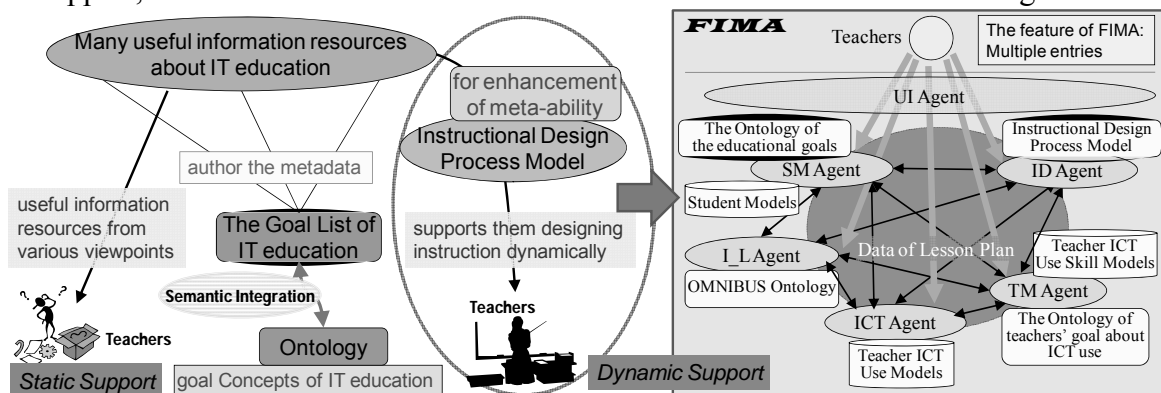 Many useful information resources
about IT education
for enhancement
of meta-ability
Instructional Design
Process Model
author the metadata
useful information
resources from
various viewpoints
The Goal List of
IT education
supports them designing
instruction dynamically
Semantic Integration
Teachers
Teachers
Ontology
Static Support
goal Concepts of IT education
Dynamic Support
FIMA
Teachers
The feature of FIMA:
Multiple entries
UI Agent
The Ontology of
the educational goals
Instructional Design
Process Model
SM Agent
ID Agent
Student Models
Data of Lesson Plan
Teacher ICT
Use Skill Models
I_L Agent
OMNIBUS Ontology
TM Agent
ICT Agent
The Ontology of
teachers' goal about
ICT use
Teacher ICT
Use Models